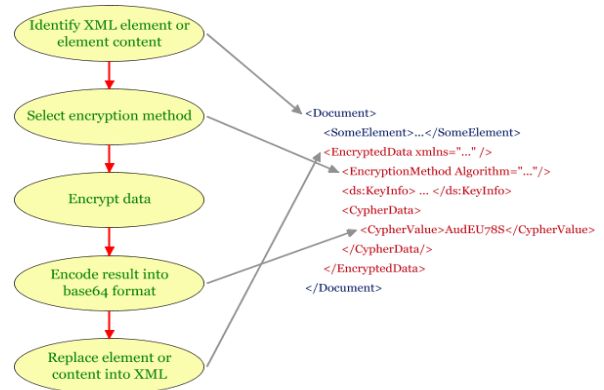 Identify XML element or
element content
Select encryption method
Encrypt data
Encode result into
base64 format
Replace element or
content into XML
<Document>
<SomeElement>...</SomeElement>
<EncryptedData xmlns="..." />
<EncryptionMethod Algorithm="..."/>
<ds:KeyInfo> ... </ds:KeyInfo>
<CypherData>
<CypherValue>AudEU78S</CypherValue>
</CypherData/>
</EncryptedData>
</Document>